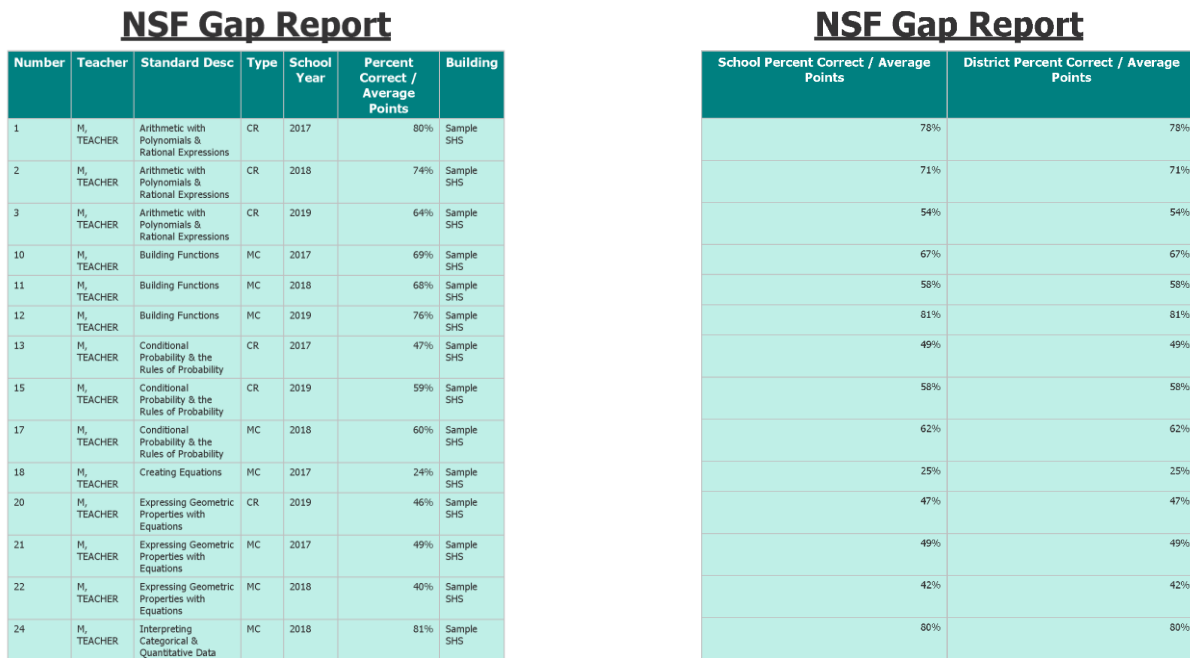 NSF Gap Report
Number Teacher Standard Desc Type School Year Percent Correct / Average Points Building
1 M, TEACHER Arithmetic with Polynomials & Rational Expressions CR 2017 80% Sample SHS
2 M, TEACHER Arithmetic with Polynomials & Rational Expressions CR 2018 74% Sample SHS
3 M, TEACHER Arithmetic with Polynomials & Rational Expressions CR 2019 64% Sample SHS
10 M, TEACHER Building Functions MC 2017 69% Sample SHS
11 M, TEACHER Building Functions MC 2018 68% Sample SHS
12 M, TEACHER Building Functions MC 2019 76% Sample SHS
13 M, TEACHER Conditional Probability & the Rules of Probability CR 2017 47% Sample SHS
15 M, TEACHER Conditional Probability & the Rules of Probability CR 2019 59% Sample SHS
17 M, TEACHER Conditional Probability & the Rules of Probability MC 2018 60% Sample SHS
18 M, TEACHER Creating Equations MC 2017 24% Sample SHS
20 M, TEACHER Expressing Geometric Properties with Equations CR 2019 46% Sample SHS
21 M, TEACHER Expressing Geometric Properties with Equations MC 2017 49% Sample SHS
22 M, TEACHER Expressing Geometric Properties with Equations MC 2018 40% Sample SHS
24 M, TEACHER Interpreting Categorical & Quantitative Data MC 2018 81% Sample SHS
NSF Gap Report
School Percent Correct / Average Points District Percent Correct / Average Points
78% 78%
71% 71%
54% 54%
67% 67%
58% 58%
81% 81%
49% 49%
58% 58%
62% 62%
25% 25%
47% 47%
49% 49%
42% 42%
80% 80%